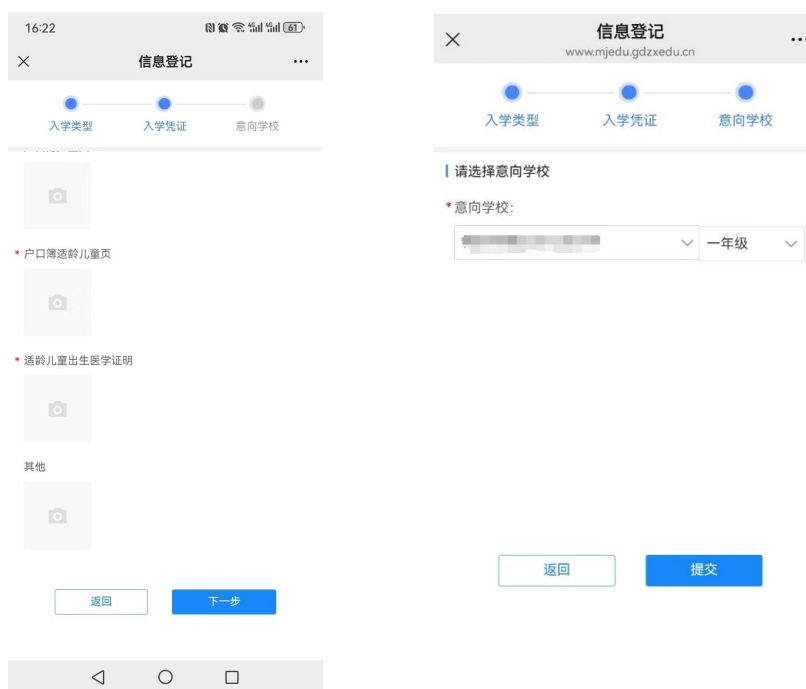 16:22
61
信息登记
入学类型
入学凭证
意向学校
* 户口簿适龄儿童页
* 适龄儿童出生医学证明
其他
返回
下一步
信息登记
www.mjedu.gdzxedu.cn
入学类型
入学凭证
意向学校
请选择意向学校
*意向学校:
一年级
返回
提交